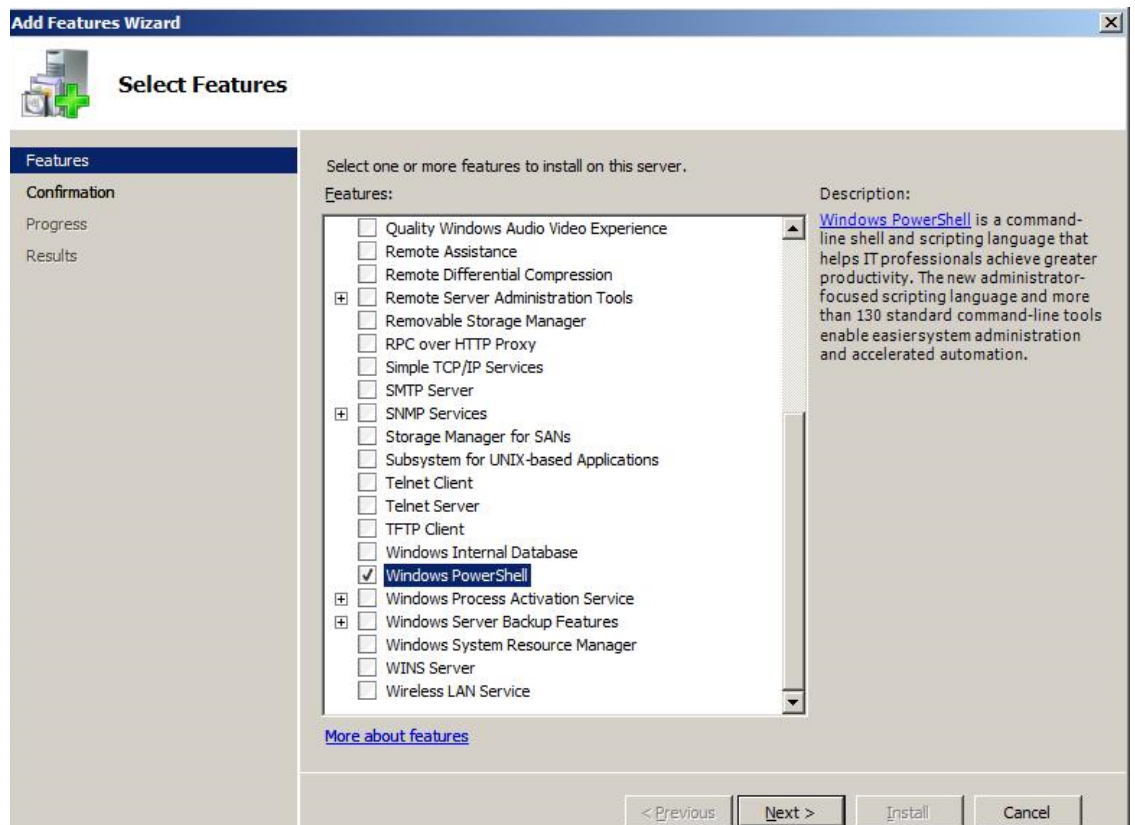 Add Features Wizard
Select Features
Features
Confirmation
Progress
Results
Select one or more features to install on this server.
Features:
Quality Windows Audio Video Experience
Remote Assistance
Remote Differential Compression
Remote Server Administration Tools
Removable Storage Manager
RPC over HTTP Proxy
Simple TCP/IP Services
SMTP Server
SNMP Services
Storage Manager for SANs
Subsystem for UNIX-based Applications
Telnet Client
Telnet Server
TFTP Client
Windows Internal Database
Windows PowerShell
Windows Process Activation Service
Windows Server Backup Features
Windows System Resource Manager
WINS Server
Wireless LAN Service
More about features
Description:
Windows PowerShell is a command-
line shell and scripting language that
helps IT professionals achieve greater
productivity. The new administrator-
focused scripting language and more
than 130 standard command-line tools
enable easiersystem administration
and accelerated automation.
< Previous
Next >
Install
Cancel